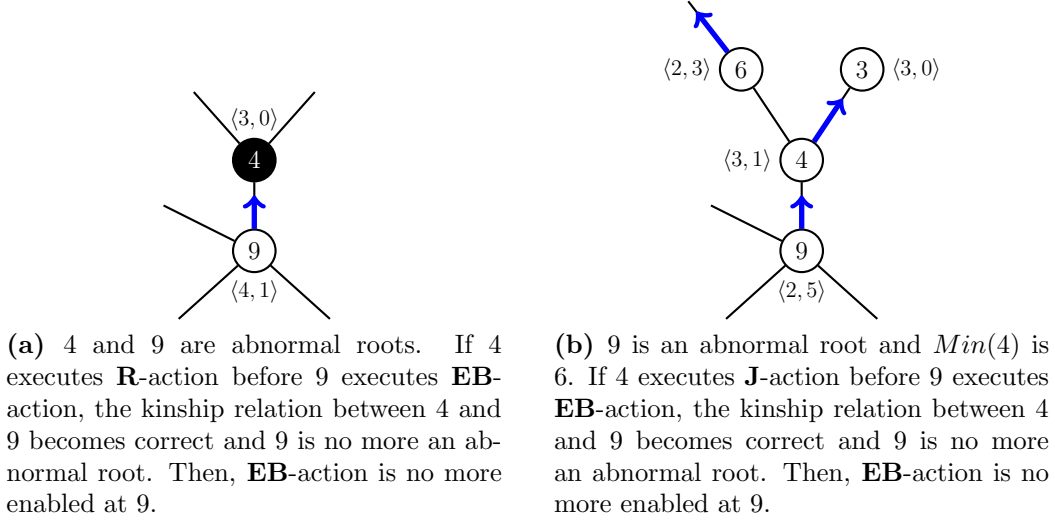 ⟨3, 0⟩
4
9
⟨4, 1⟩
(a) 4 and 9 are abnormal roots. If 4
executes R-action before 9 executes EB-
action, the kinship relation between 4 and
9 becomes correct and 9 is no more an ab-
normal root. Then, EB-action is no more
enabled at 9.
⟨2, 3⟩ 6 3 ⟨3, 0⟩
⟨3, 1⟩ 4
9
⟨2, 5⟩
(b) 9 is an abnormal root and Min(4) is
6. If 4 executes J-action before 9 executes
EB-action, the kinship relation between 4
and 9 becomes correct and 9 is no more
an abnormal root. Then, EB-action is no
more enabled at 9.